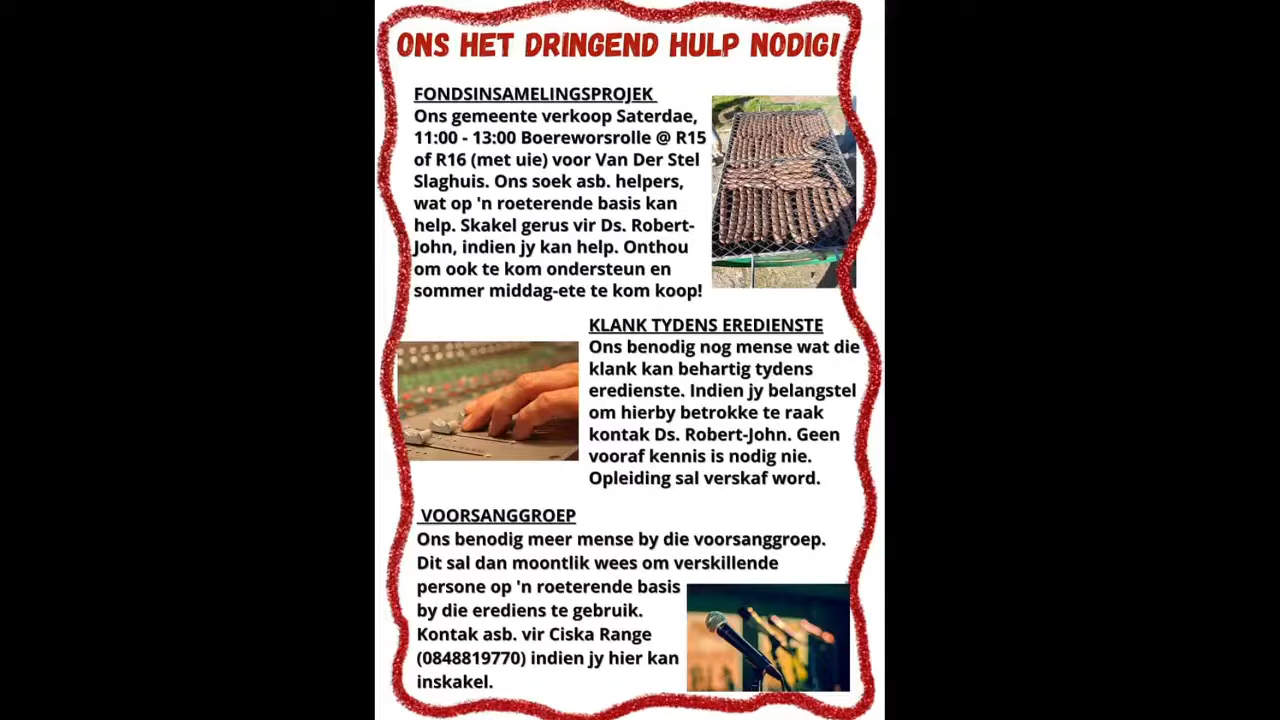 ONS HET DRINGEND HULP NODIG!
FONDSINSAMELINGSPROJEK
Ons gemeente verkoop Saterdae,
11:00 - 13:00 Boereworsrolle @ R15
of R16 (met uie) voor Van Der Stel
Slaghuis. Ons soek asb. helpers,
wat op 'n roeterende basis kan
help. Skakel gerus vir Ds. Robert-
John, indien jy kan help. Onthou
om ook te kom ondersteun en
sommer middag-ete te kom koop!
KLANK TYDENS EREDIENSTE
Ons benodig nog mense wat die
klank kan behartig tydens
eredienste. Indien jy belangstel
om hierby betrokke te raak
kontak Ds. Robert-John. Geen
vooraf kennis is nodig nie.
Opleiding sal verskaf word.
VOORSANGGROEP
Ons benodig meer mense by die voorsanggroep.
Dit sal dan moontlik wees om verskillende
persone op 'n roeterende basis
by die erediens te gebruik.
Kontak asb. vir Ciska Range
(0848819770) indien jy hier kan
inskakel.